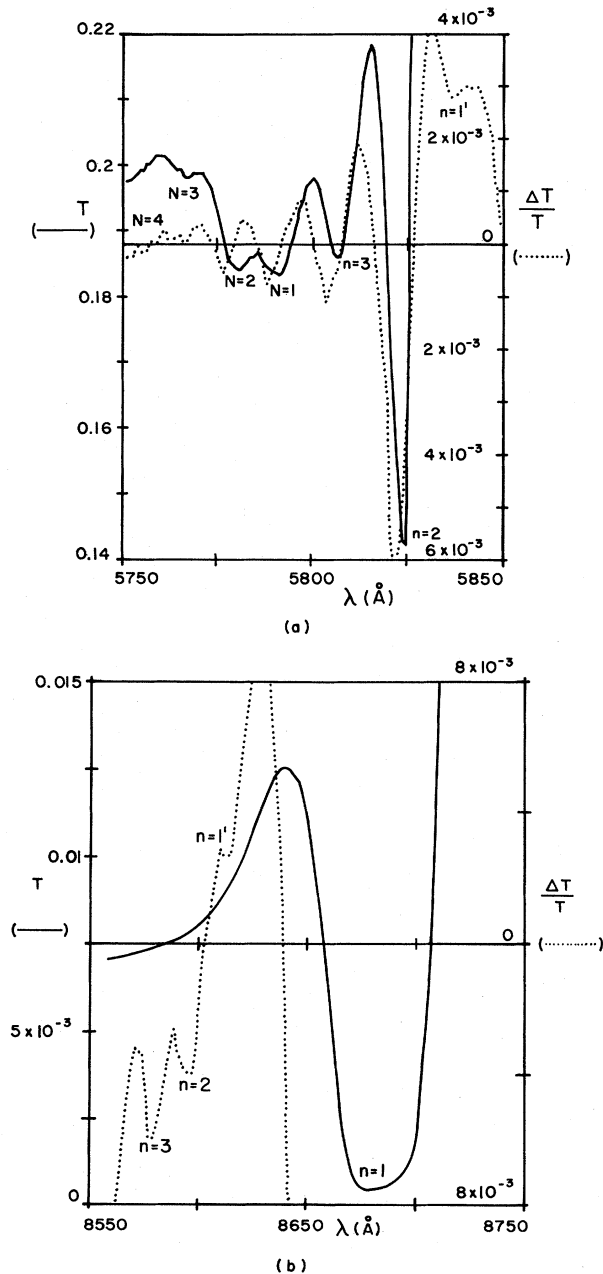 0.22
4 x 10⁻³
n=1'
0.2
2 x 10⁻³
N=3
T
(——)
N=4
ΔT
T
(.......)
0
N=2
N=1
n=3
0.18
2 x 10⁻³
0.16
4 x 10⁻³
n=2
0.14
6 x 10⁻³
5750
5800
5850
λ (Å)
(a)
0.015
8 x 10⁻³
n=1'
0.01
T
(——)
ΔT
T
0
(.......)
5 x 10⁻³
n=2
n=3
n=1
0
8 x 10⁻³
8550
8650
λ (Å)
8750
(b)